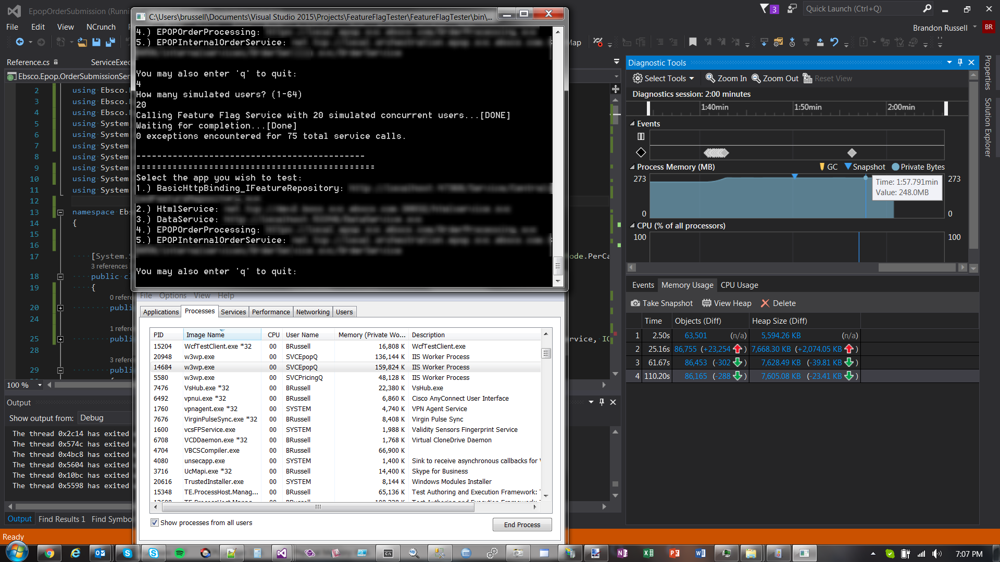 EpopOrderSubmission (Runni
3
Quick Launch (Ctrl+Q)
File Edit View NCrunch
Brandon Russell
BR
Map
Reference.cs
ServiceExec
Ebsco.Epop.OrderSubmissionSer
2 using Ebsco.
3 using Ebsco.
4 using Ebsco.
5 using System
6 using System
7 using System
8 using System
9 using System
10 using System
11 using System
12
13 namespace Ebs
14 {
15
16
17 [System.S
ode.PerCa
3 references
18 public cl
19 {
0 refere
20 publi
24
1 refere
25 publi
rvice, IO
28
3 refere
29 publi
100 %
Output
Show output from: Debug
The thread 0x2c14 has exited
The thread 0x574c has exited
The thread 0x4bc8 has exited
The thread 0x5604 has exited
The thread 0x10bc has exited
The thread 0x5598 has exited
Output Find Results 1 Find Symbo
Ready
C:\Users\brussell\Documents\Visual Studio 2015\Projects\FeatureFlagTester\FeatureFlagTester\bin\...
4.) EPOPOrderProcessing:
5.) EPOPInternalOrderService:
You may also enter 'q' to quit:
4
How many simulated users? (1-64)
20
Calling Feature Flag Service with 20 simulated concurrent users...[DONE]
Waiting for completion...[Done]
0 exceptions encountered for 75 total service calls.
--------------------------------------------
==============================================
Select the app you wish to test:
1.) BasicHttpBinding_IFeatureRepository:
2.) HtmlService:
3.) DataService:
4.) EPOPOrderProcessing:
5.) EPOPInternalOrderService:
You may also enter 'q' to quit:
File Options View Help
Applications Processes Services Performance Networking Users
PID Image Name CPU User Name Memory (Private Wo... Description
15204 WcfTestClient.exe *32 00 BRussell 16,808 K WcfTestClient.exe
20948 w3wp.exe 00 SVCEpopQ 136,144 K IIS Worker Process
14684 w3wp.exe 00 SVCEpopQ 159,824 K IIS Worker Process
5580 w3wp.exe 00 SVCPricingQ 48,128 K IIS Worker Process
7476 VsHub.exe *32 00 BRussell 22,380 K VsHub.exe
6492 vpnui.exe *32 00 BRussell 6,860 K Cisco AnyConnect User Interface
1760 vpnagent.exe *32 00 SYSTEM 4,740 K VPN Agent Service
7676 VirginPulseSync.exe *32 00 BRussell 8,408 K Virgin Pulse Sync
1600 vcsFPService.exe 00 SYSTEM 1,988 K Validity Sensors Fingerprint Service
6708 VCDDaemon.exe *32 00 BRussell 1,768 K Virtual CloneDrive Daemon
4704 VBCSCompiler.exe 00 BRussell 66,900 K
4080 unsecapp.exe 00 SYSTEM 1,400 K Sink to receive asynchronous callbacks for
3716 UcMapi.exe *32 00 BRussell 14,400 K Skype for Business
20616 TrustedInstaller.exe 00 SYSTEM 8,144 K Windows Modules Installer
15348 TE.ProcessHost.Manag... 00 BRussell 65,136 K Test Authoring and Execution Framework:
Show processes from all users
End Process
Diagnostic Tools
Select Tools Zoom In Zoom Out Reset View
Diagnostics session: 2:00 minutes
1:40min 1:50min 2:00min
Events
Process Memory (MB) GC Snapshot Private Bytes
273 273
Time: 1:57.791min
Value: 248.0MB
0 0
CPU (% of all processors)
100 100
Events Memory Usage CPU Usage
Take Snapshot View Heap Delete
Time Objects (Diff) Heap Size (Diff)
1 2.50s 63,501 (n/a) 5,594.26 KB (n/a)
2 25.16s 86,755 (+23,254 ) 7,668.30 KB (+2,074.05 KB )
3 61.67s 86,453 (-302 ) 7,628.49 KB (-39.81 KB )
4 110.20s 86,165 (-288 ) 7,605.08 KB (-23.41 KB )
Properties
Solution Explorer
7:07 PM